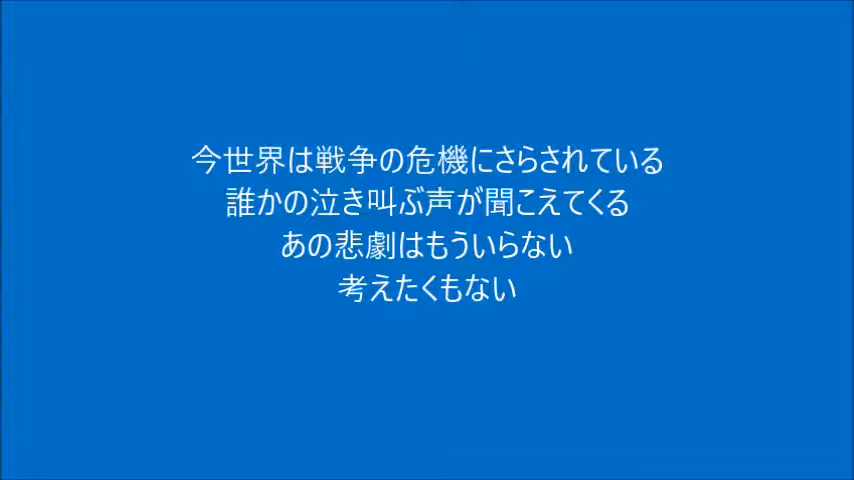 今世界は戦争の危機にさらされている
誰かの泣き叫ぶ声が聞こえてくる
あの悲劇はもういらない
考えたくもない